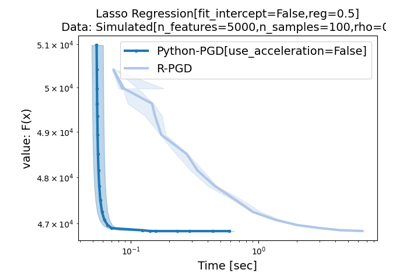 Lasso Regression[fit_intercept=False,reg=0.5]
Data: Simulated[n_features=5000,n_samples=100,rho=0
Python-PGD[use_acceleration=False]
R-PGD
5.1 × 10⁴
5 × 10⁴
4.9 × 10⁴
4.8 × 10⁴
4.7 × 10⁴
value: F(x)
10⁻¹
10⁰
Time [sec]